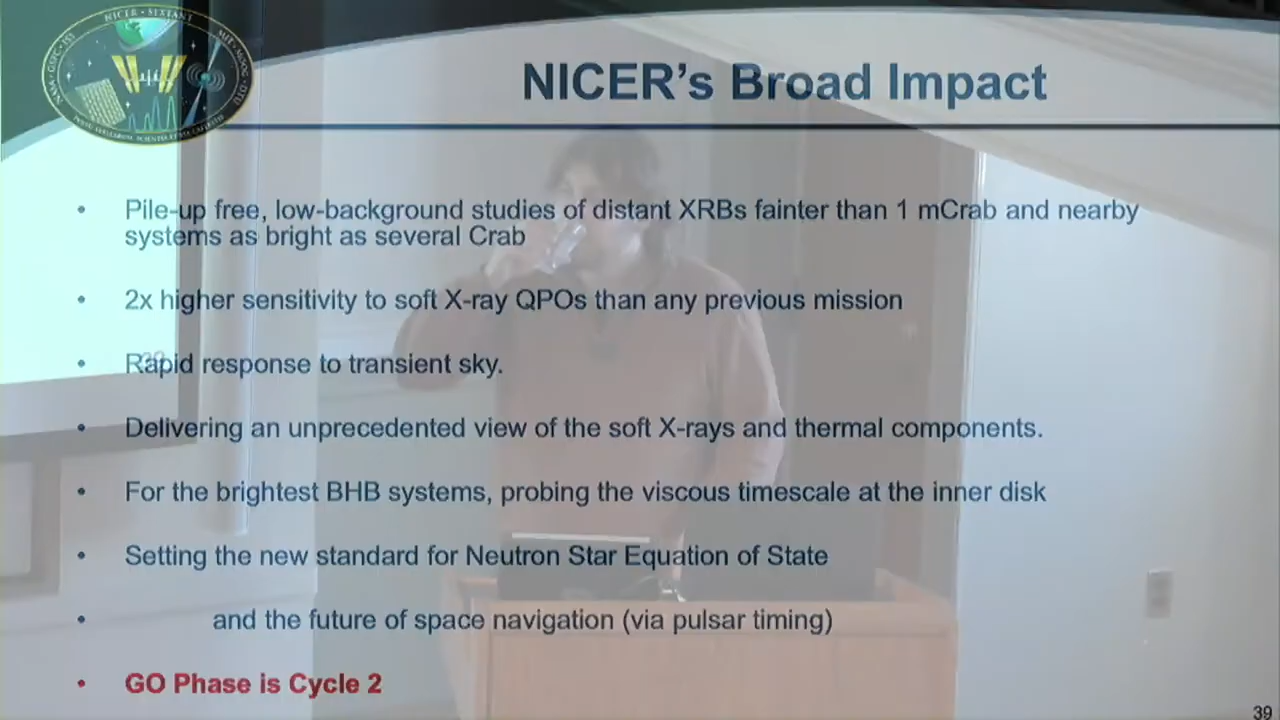 NICER • SEXTANT
NICER's Broad Impact
• Pile-up free, low-background studies of distant XRBs fainter than 1 mCrab and nearby
systems as bright as several Crab
• 2x higher sensitivity to soft X-ray QPOs than any previous mission
• Rapid response to transient sky.
• Delivering an unprecedented view of the soft X-rays and thermal components.
• For the brightest BHB systems, probing the viscous timescale at the inner disk
• Setting the new standard for Neutron Star Equation of State
• and the future of space navigation (via pulsar timing)
• GO Phase is Cycle 2
39